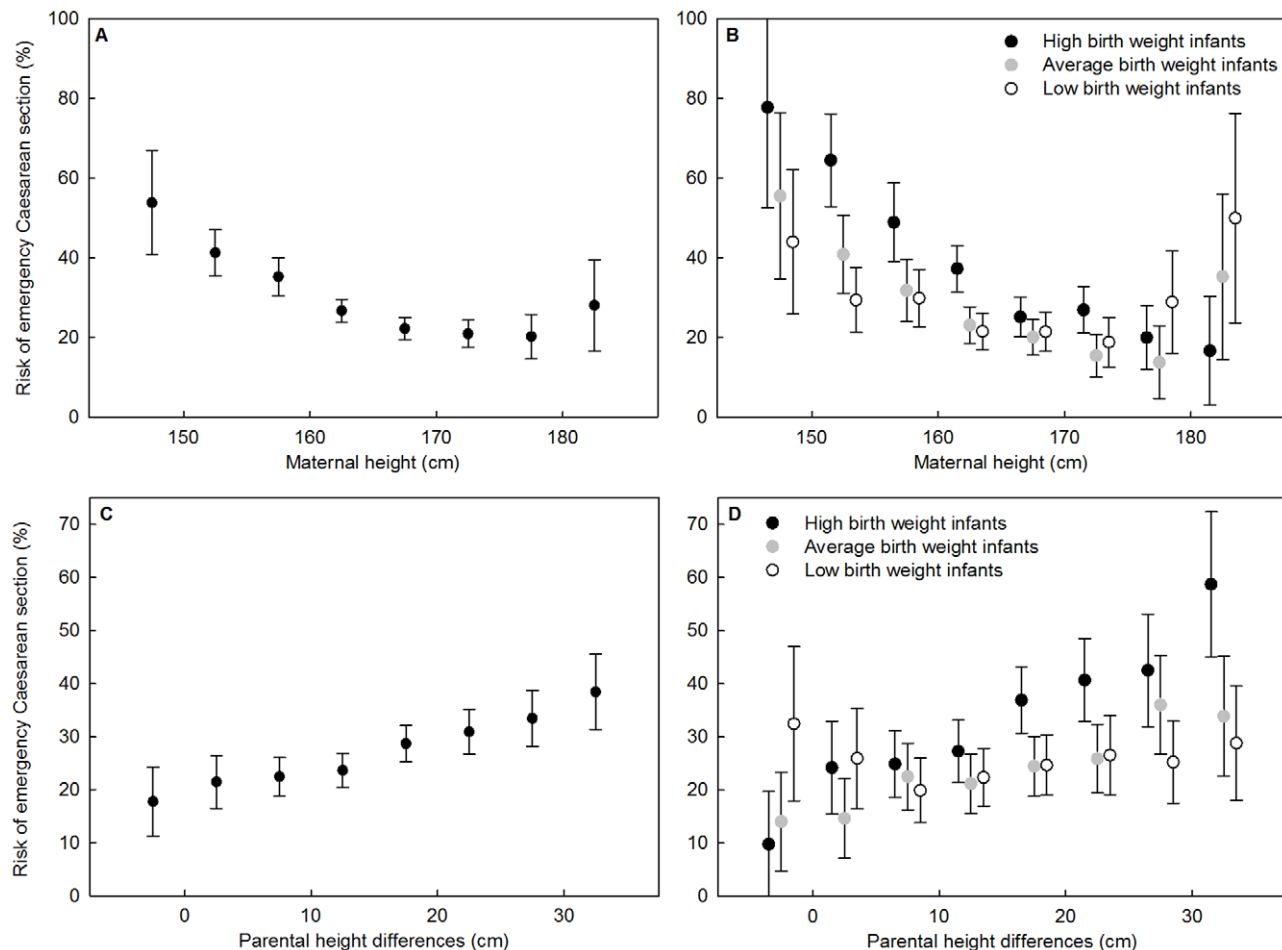 A
Risk of emergency Caesarean section (%)
100
80
60
40
20
0
150 160 170 180
Maternal height (cm)
B
High birth weight infants
Average birth weight infants
Low birth weight infants
100
80
60
40
20
0
150 160 170 180
Maternal height (cm)
C
Risk of emergency Caesarean section (%)
70
60
50
40
30
20
10
0
0 10 20 30
Parental height differences (cm)
D
High birth weight infants
Average birth weight infants
Low birth weight infants
70
60
50
40
30
20
10
0
0 10 20 30
Parental height differences (cm)